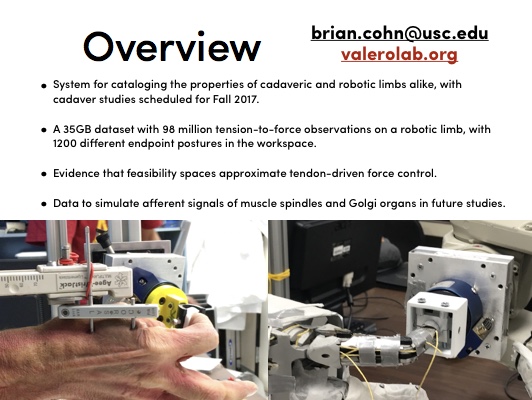 Overview
brian.cohn@usc.edu
valerolab.org
• System for cataloging the properties of cadaveric and robotic limbs alike, with
cadaver studies scheduled for Fall 2017.
• A 35GB dataset with 98 million tension-to-force observations on a robotic limb, with
1200 different endpoint postures in the workspace.
• Evidence that feasibility spaces approximate tendon-driven force control.
• Data to simulate afferent signals of muscle spindles and Golgi organs in future studies.